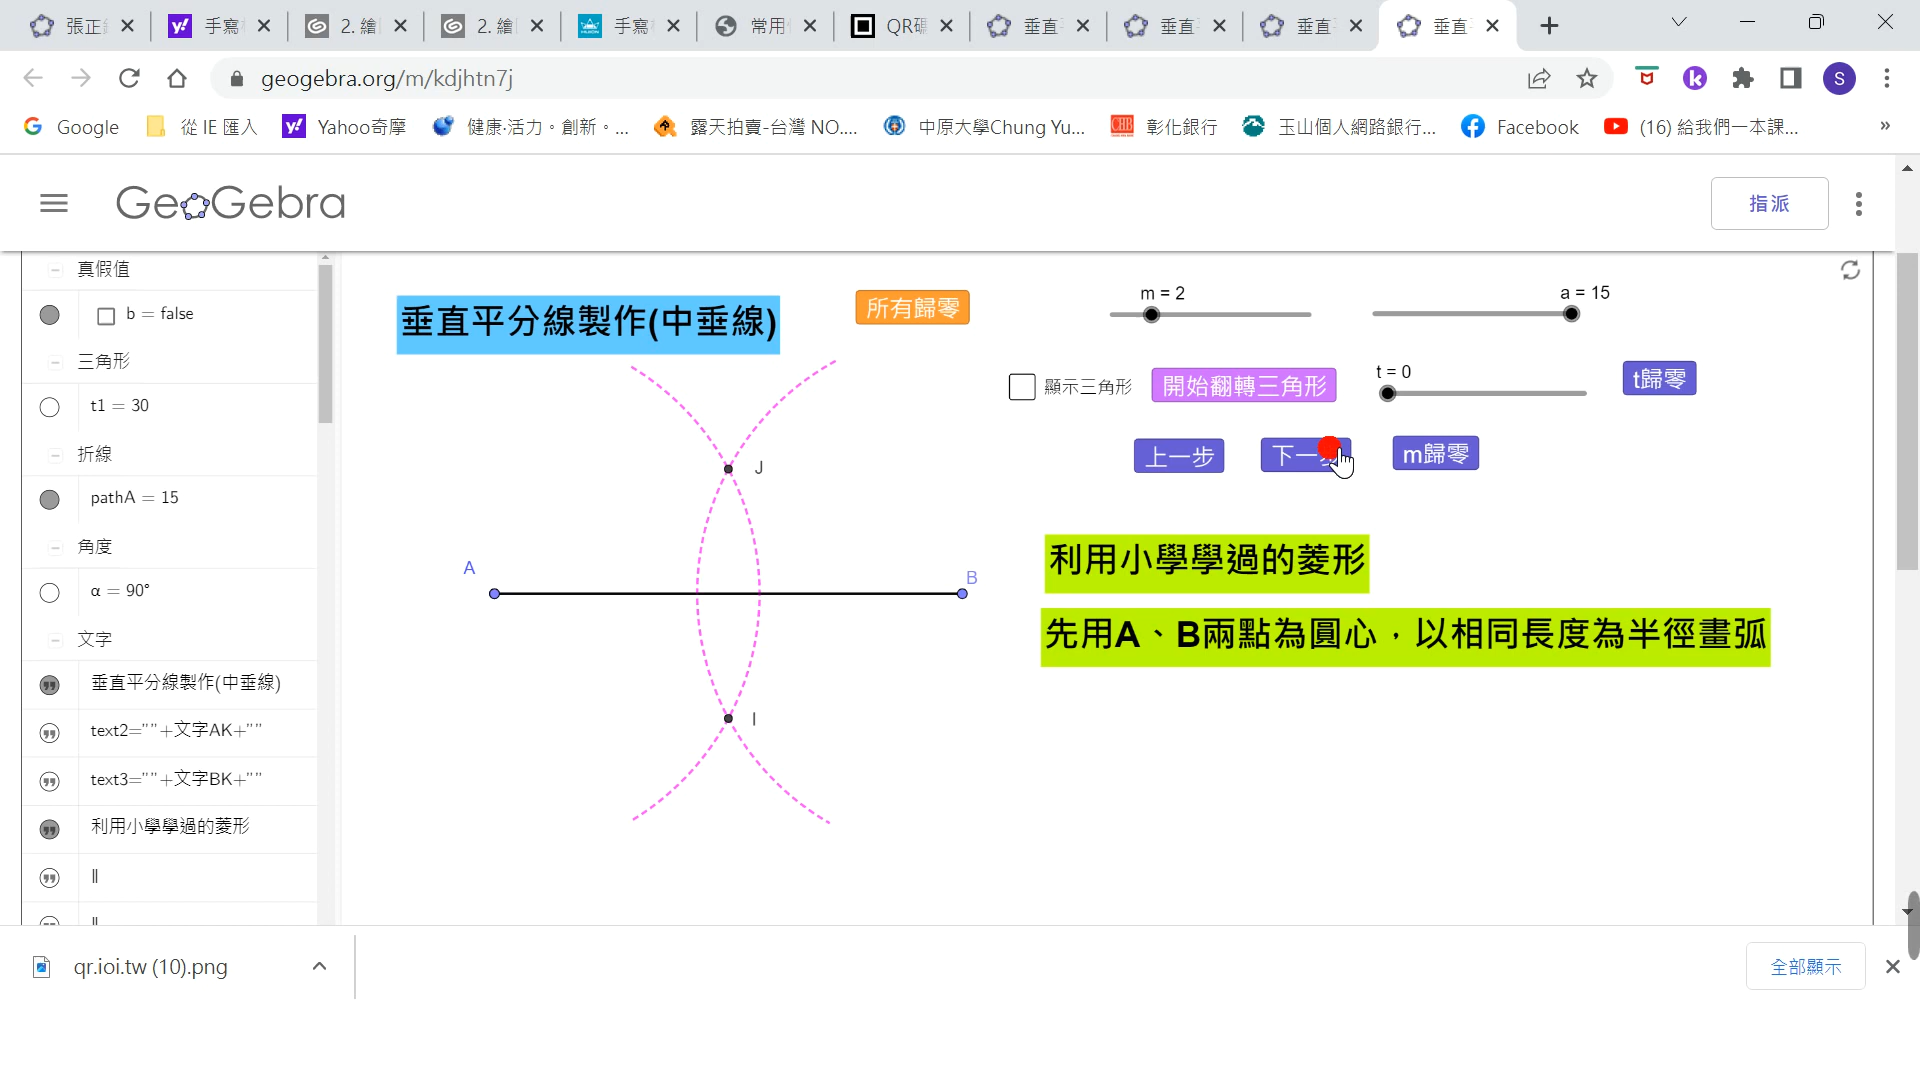 張正
手寫
2. 繪
2. 繪
手寫
常用
QR碼
垂直
垂直
垂直
垂直
geogebra.org/m/kdjhtn7j
S
Google
從 IE 匯入
Yahoo奇摩
健康‧活力。創新。...
露天拍賣-台灣 NO....
中原大學Chung Yu...
彰化銀行
玉山個人網路銀行...
Facebook
(16) 給我們一本課...
GeoGebra
指派
真假值
b = false
三角形
t1 = 30
折線
pathA = 15
角度
α = 90°
文字
垂直平分線製作(中垂線)
text2=""+文字AK+""
text3=""+文字BK+""
利用小學學過的菱形
||
||
垂直平分線製作(中垂線)
所有歸零
m = 2
a = 15
顯示三角形
開始翻轉三角形
t = 0
t歸零
上一步
下一步
m歸零
J
A
B
I
利用小學學過的菱形
先用A、B兩點為圓心，以相同長度為半徑畫弧
qr.ioi.tw (10).png
全部顯示